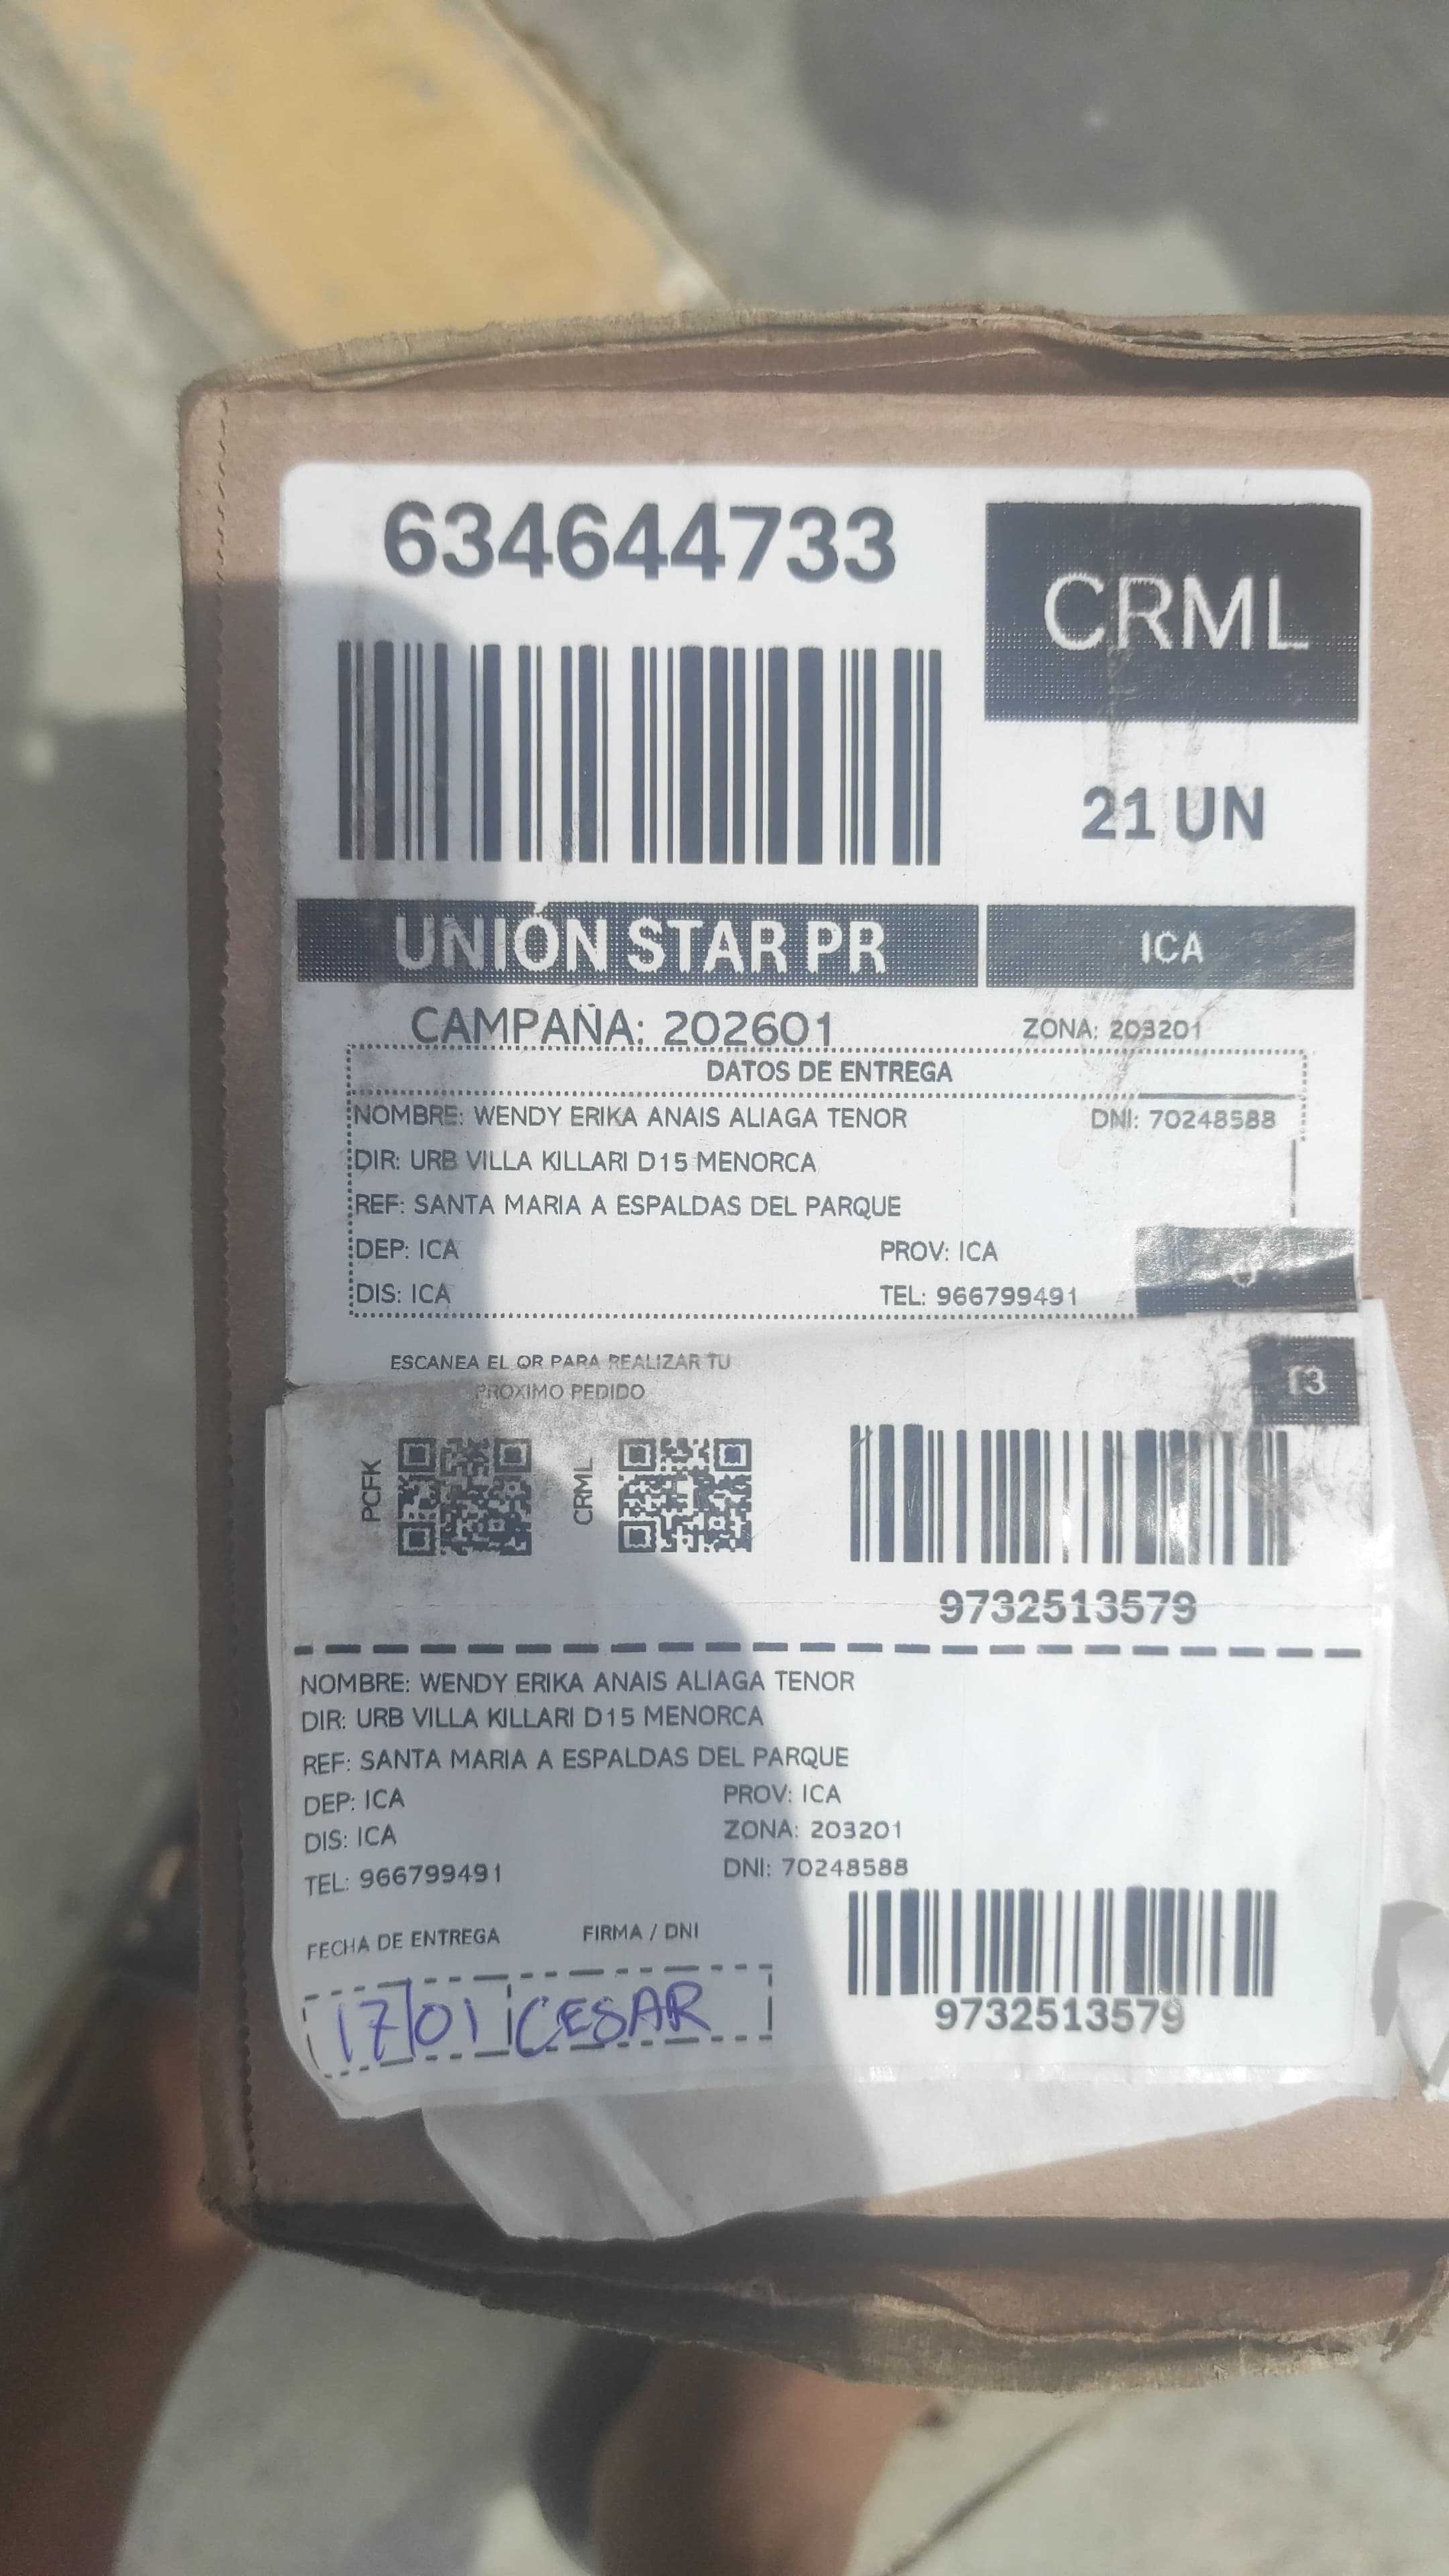 634644733
CRML
21 UN
UNIÓN STAR PR
ICA
CAMPAÑA: 202601
ZONA: 203201
DATOS DE ENTREGA
NOMBRE: WENDY ERIKA ANAIS ALIAGA TENOR DNI: 70248588
DIR: URB VILLA KILLARI D15 MENORCA
REF: SANTA MARIA A ESPALDAS DEL PARQUE
DEP: ICA PROV: ICA
DIS: ICA TEL: 966799491
ESCANEA EL QR PARA REALIZAR TU
PROXIMO PEDIDO
PCFK
CRML
9732513579
NOMBRE: WENDY ERIKA ANAIS ALIAGA TENOR
DIR: URB VILLA KILLARI D15 MENORCA
REF: SANTA MARIA A ESPALDAS DEL PARQUE
DEP: ICA PROV: ICA
DIS: ICA ZONA: 203201
TEL: 966799491 DNI: 70248588
FECHA DE ENTREGA FIRMA / DNI
17/01 CESAR
9732513579